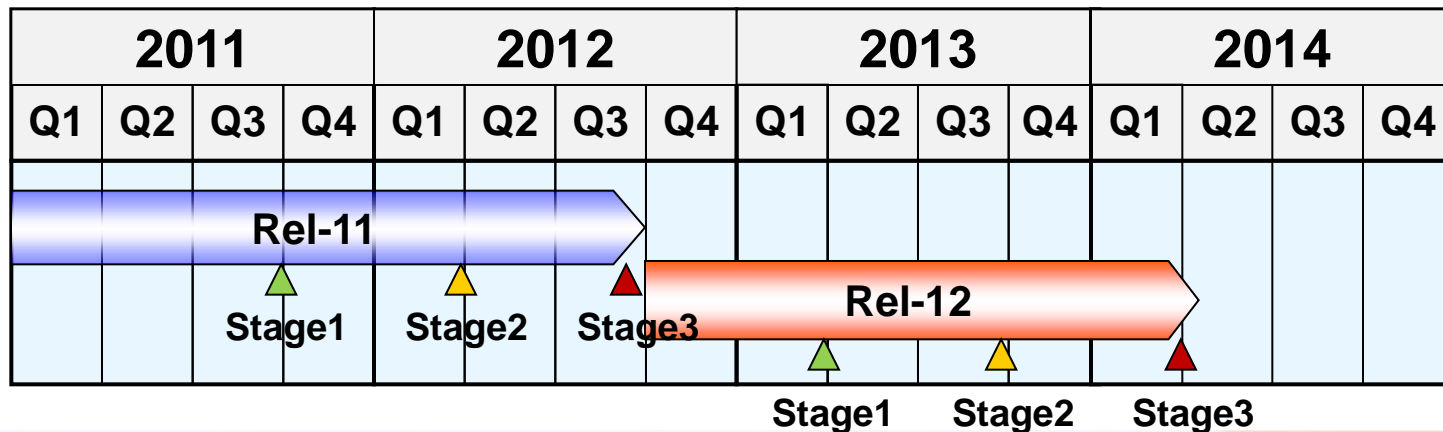 2011 2012 2013 2014
Q1 Q2 Q3 Q4 Q1 Q2 Q3 Q4 Q1 Q2 Q3 Q4 Q1 Q2 Q3 Q4
Rel-11
Rel-12
Stage1 Stage2 Stage3
Stage1 Stage2 Stage3